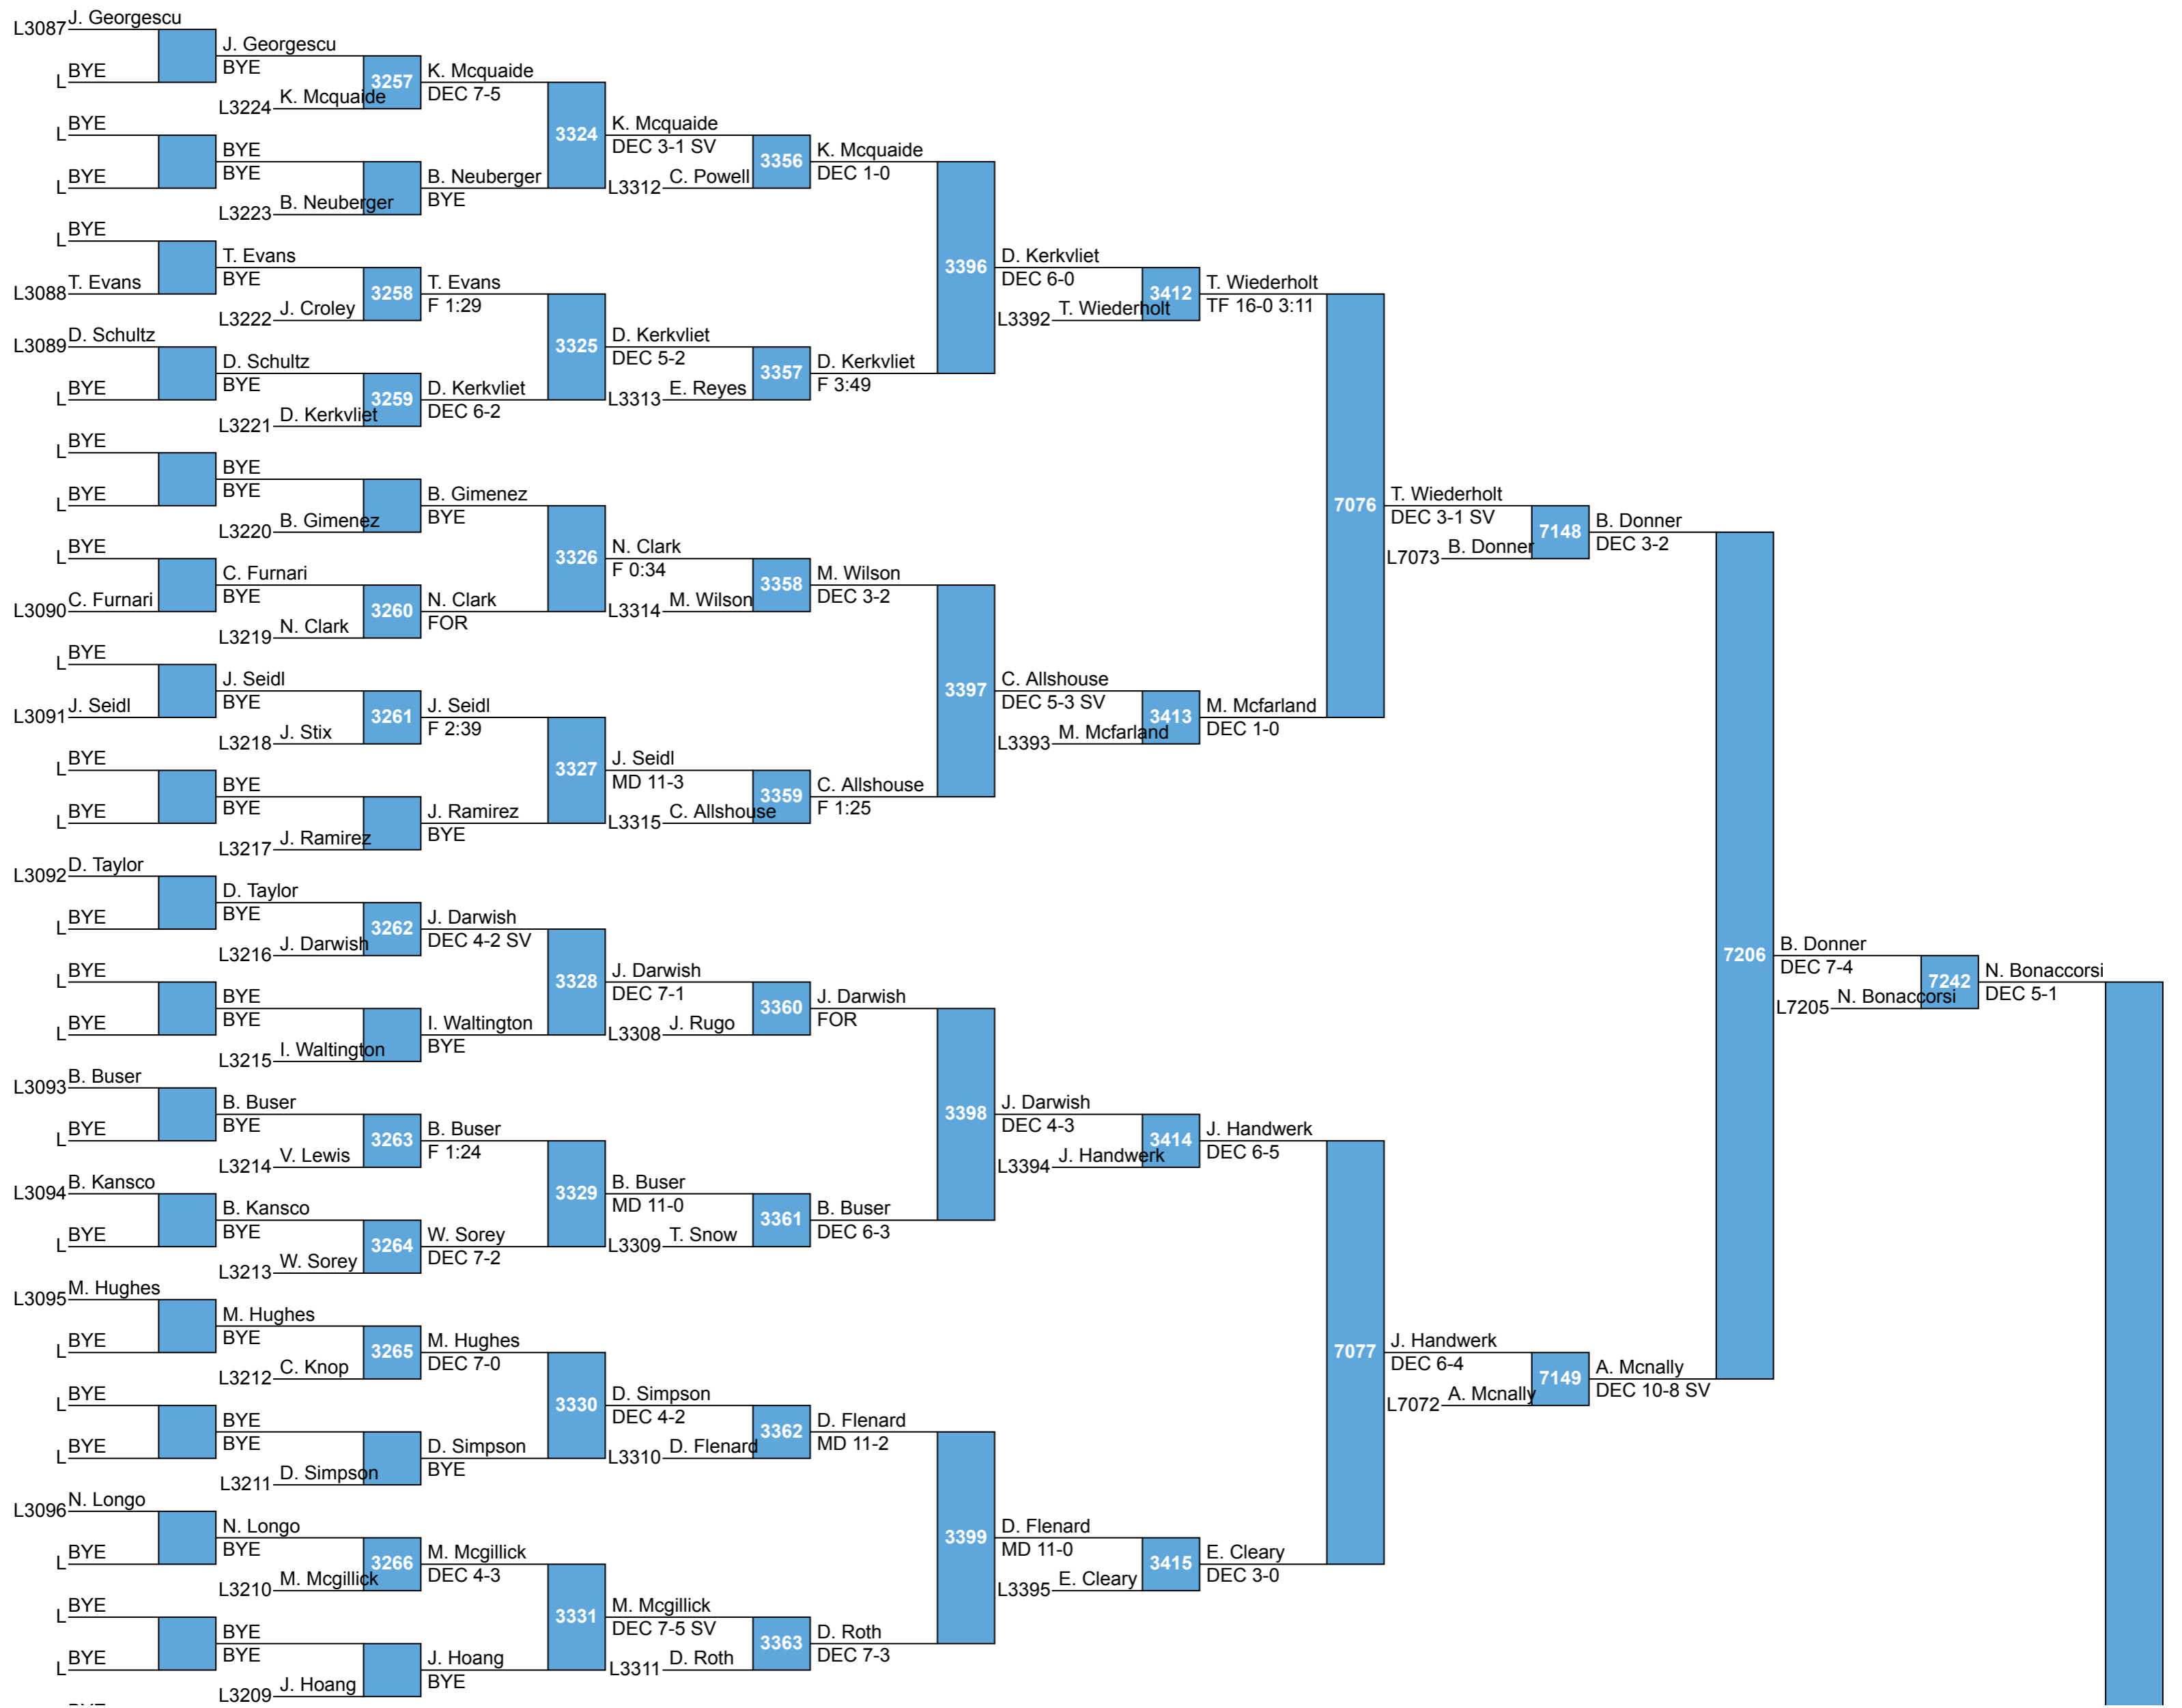 J. Georgescu
L3087
BYE
L
J. Georgescu
BYE
3257
L3224 K. Mcquaide
K. Mcquaide
DEC 7-5
BYE
L
BYE
L
BYE
BYE
L3223 B. Neuberger
B. Neuberger
BYE
3324
K. Mcquaide
DEC 3-1 SV
3356
L3312 C. Powell
K. Mcquaide
DEC 1-0
BYE
L
L3088 T. Evans
T. Evans
BYE
3258
L3222 J. Croley
T. Evans
F 1:29
L3089 D. Schultz
BYE
L
D. Schultz
BYE
3259
L3221 D. Kerkvliet
D. Kerkvliet
DEC 6-2
3325
D. Kerkvliet
DEC 5-2
3357
L3313 E. Reyes
D. Kerkvliet
F 3:49
3396
D. Kerkvliet
DEC 6-0
3412
L3392 T. Wiederholt
T. Wiederholt
TF 16-0 3:11
BYE
L
BYE
L
BYE
BYE
L3220 B. Gimenez
B. Gimenez
BYE
BYE
L
L3090 C. Furnari
C. Furnari
BYE
3260
L3219 N. Clark
N. Clark
FOR
3326
N. Clark
F 0:34
3358
L3314 M. Wilson
M. Wilson
DEC 3-2
BYE
L
L3091 J. Seidl
J. Seidl
BYE
3261
L3218 J. Stix
J. Seidl
F 2:39
BYE
L
BYE
L
BYE
BYE
L3217 J. Ramirez
J. Ramirez
BYE
3327
J. Seidl
MD 11-3
3359
L3315 C. Allshouse
C. Allshouse
F 1:25
3397
C. Allshouse
DEC 5-3 SV
3413
L3393 M. Mcfarland
M. Mcfarland
DEC 1-0
7076
T. Wiederholt
DEC 3-1 SV
7148
L7073 B. Donner
B. Donner
DEC 3-2
L3092 D. Taylor
BYE
L
D. Taylor
BYE
3262
L3216 J. Darwish
J. Darwish
DEC 4-2 SV
BYE
L
BYE
L
BYE
BYE
L3215 I. Waltington
I. Waltington
BYE
3328
J. Darwish
DEC 7-1
3360
L3308 J. Rugo
J. Darwish
FOR
L3093 B. Buser
BYE
L
B. Buser
BYE
3263
L3214 V. Lewis
B. Buser
F 1:24
L3094 B. Kansco
BYE
L
B. Kansco
BYE
3264
L3213 W. Sorey
W. Sorey
DEC 7-2
3329
B. Buser
MD 11-0
3361
L3309 T. Snow
B. Buser
DEC 6-3
3398
J. Darwish
DEC 4-3
3414
L3394 J. Handwerk
J. Handwerk
DEC 6-5
L3095 M. Hughes
BYE
L
M. Hughes
BYE
3265
L3212 C. Knop
M. Hughes
DEC 7-0
BYE
L
BYE
L
BYE
BYE
L3211 D. Simpson
D. Simpson
BYE
3330
D. Simpson
DEC 4-2
3362
L3310 D. Flenard
D. Flenard
MD 11-2
L3096 N. Longo
BYE
L
N. Longo
BYE
3266
L3210 M. Mcgillick
M. Mcgillick
DEC 4-3
BYE
L
BYE
L
BYE
BYE
L3209 J. Hoang
J. Hoang
BYE
3331
M. Mcgillick
DEC 7-5 SV
3363
L3311 D. Roth
D. Roth
DEC 7-3
3399
D. Flenard
MD 11-0
3415
L3395 E. Cleary
E. Cleary
DEC 3-0
7077
J. Handwerk
DEC 6-4
7149
L7072 A. Mcnally
A. Mcnally
DEC 10-8 SV
7206
B. Donner
DEC 7-4
7242
L7205 N. Bonaccorsi
N. Bonaccorsi
DEC 5-1